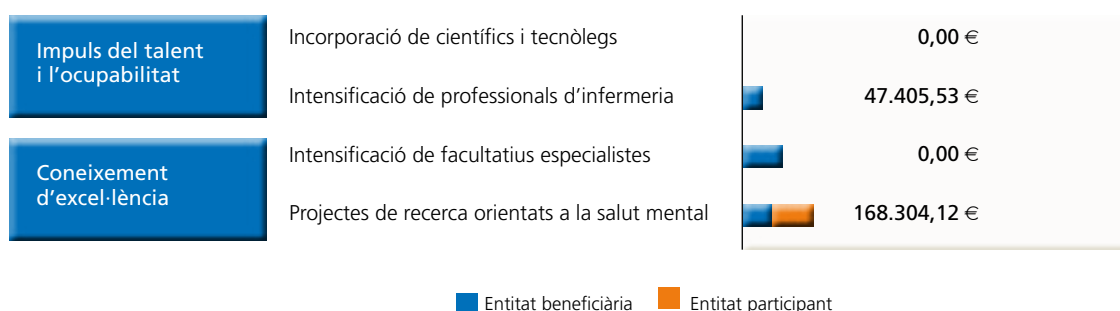 Impuls del talent
i l'ocupabilitat
Incorporació de científics i tecnòlegs 0,00 €
Intensificació de professionals d'infermeria 47.405,53 €
Coneixement
d'excel·lència
Intensificació de facultatius especialistes 0,00 €
Projectes de recerca orientats a la salut mental 168.304,12 €
Entitat beneficiària Entitat participant